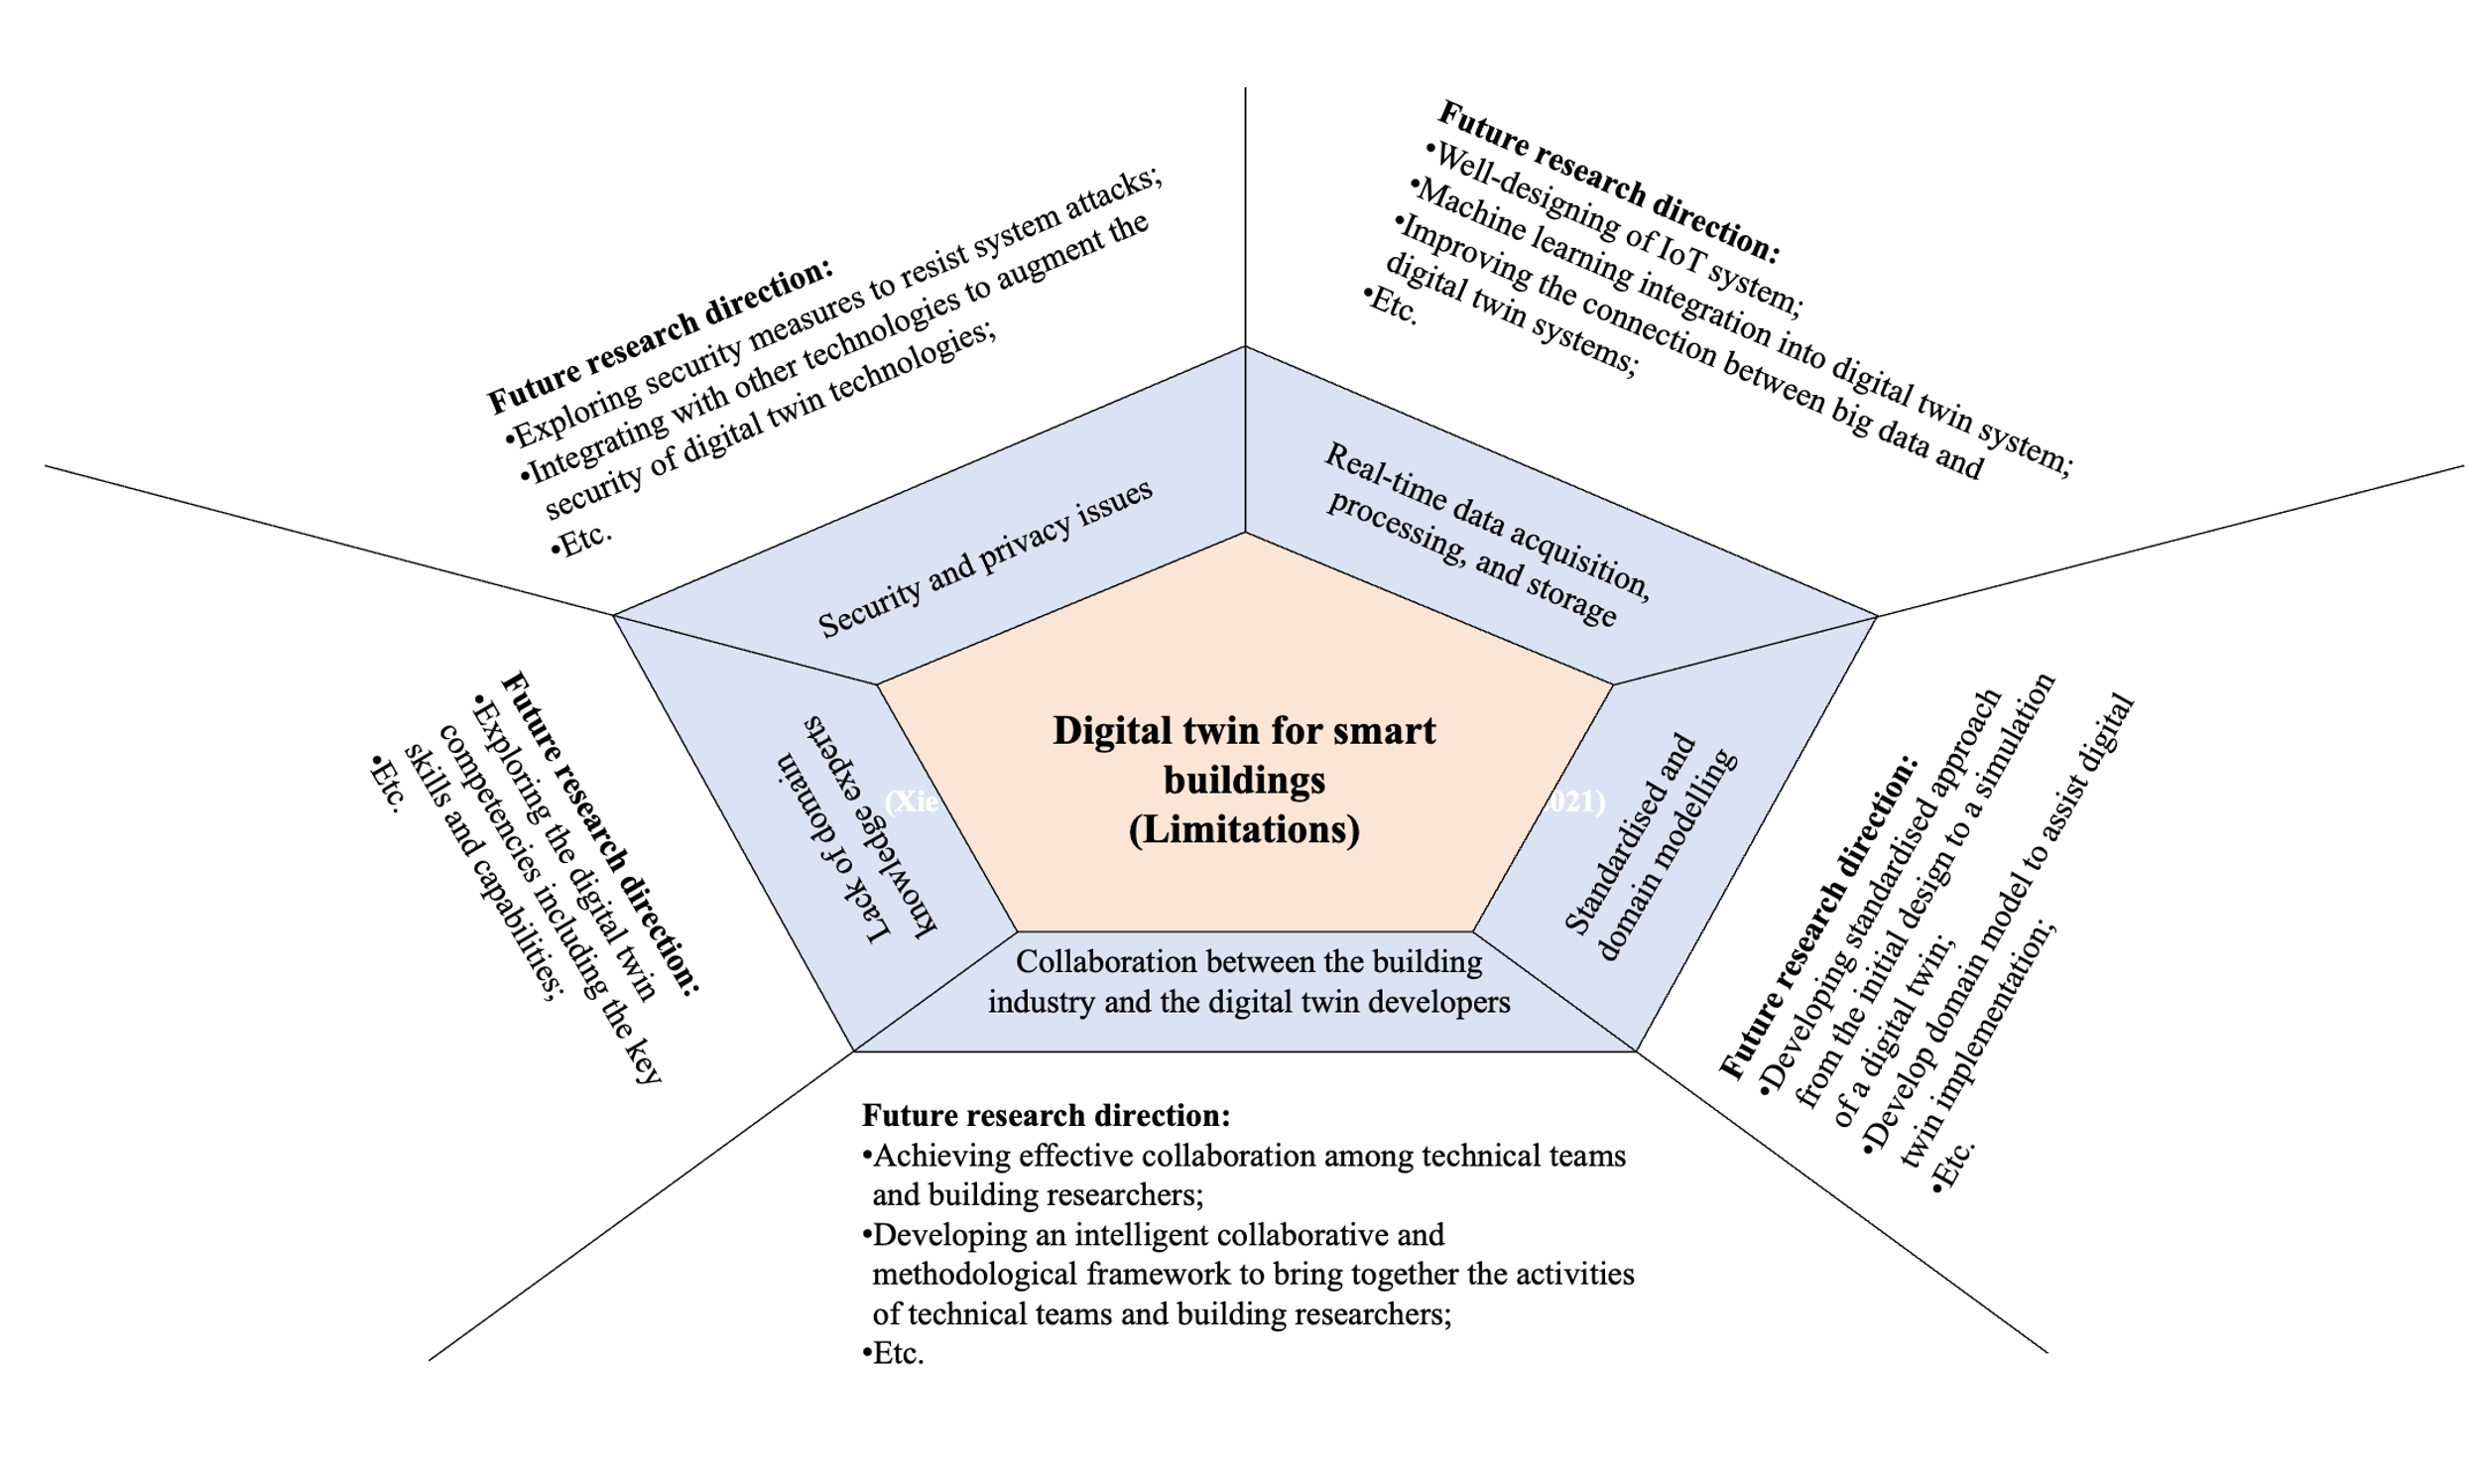 Future research direction:
•Exploring security measures to resist system attacks;
•Integrating with other technologies to augment the
security of digital twin technologies;
•Etc.
Future research direction:
•Well-designing of IoT system;
•Machine learning integration into digital twin system;
•Improving the connection between big data and
digital twin systems;
•Etc.
Security and privacy issues
Real-time data acquisition,
processing, and storage
Future research direction:
•Exploring the digital twin
competencies including the key
skills and capabilities;
•Etc.
Lack of domain
knowledge experts
(Xie
Digital twin for smart
buildings
(Limitations)
021)
Standardised and
domain modelling
Future research direction:
•Developing standardised approach
from the initial design to a simulation
of a digital twin;
•Develop domain model to assist digital
twin implementation;
•Etc.
Collaboration between the building
industry and the digital twin developers
Future research direction:
•Achieving effective collaboration among technical teams
and building researchers;
•Developing an intelligent collaborative and
methodological framework to bring together the activities
of technical teams and building researchers;
•Etc.